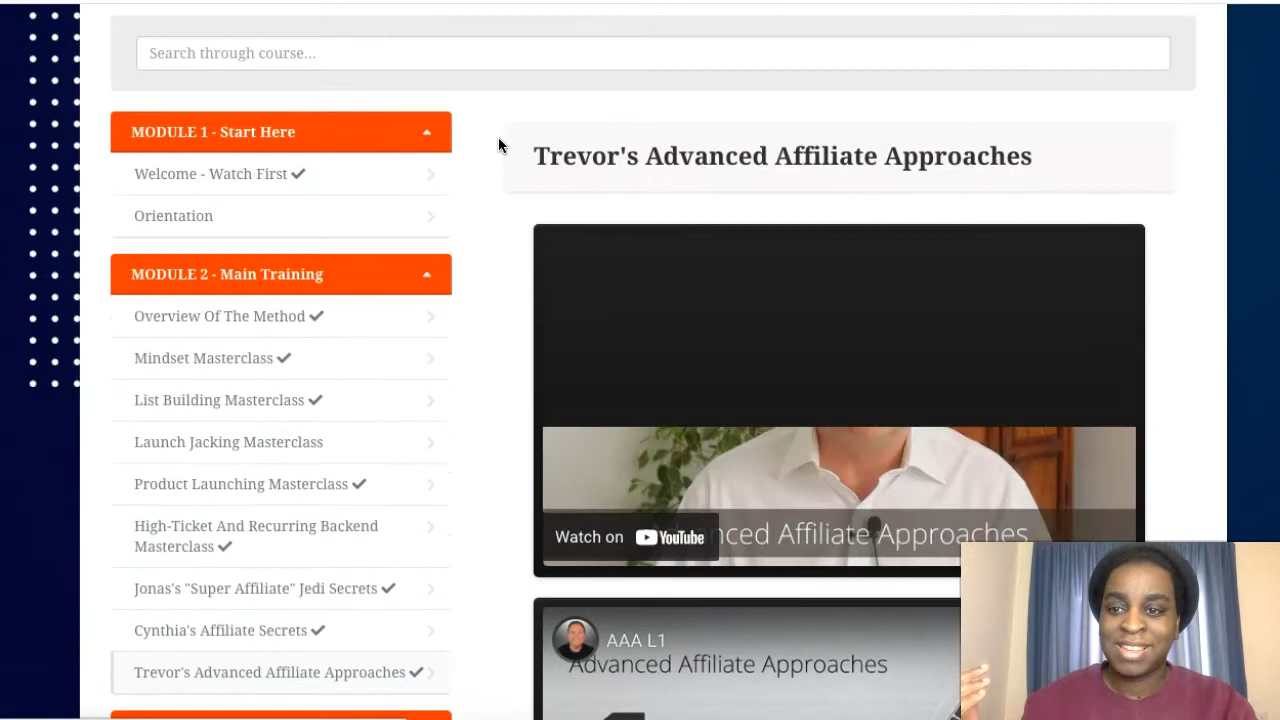 Search through course...
MODULE 1 - Start Here
Welcome - Watch First
Orientation
MODULE 2 - Main Training
Overview Of The Method
Mindset Masterclass
List Building Masterclass
Launch Jacking Masterclass
Product Launching Masterclass
High-Ticket And Recurring Backend
Masterclass
Jonas's "Super Affiliate" Jedi Secrets
Cynthia's Affiliate Secrets
Trevor's Advanced Affiliate Approaches
Trevor's Advanced Affiliate Approaches
Watch on YouTube
Advanced Affiliate Approaches
AAA L1
Advanced Affiliate Approaches